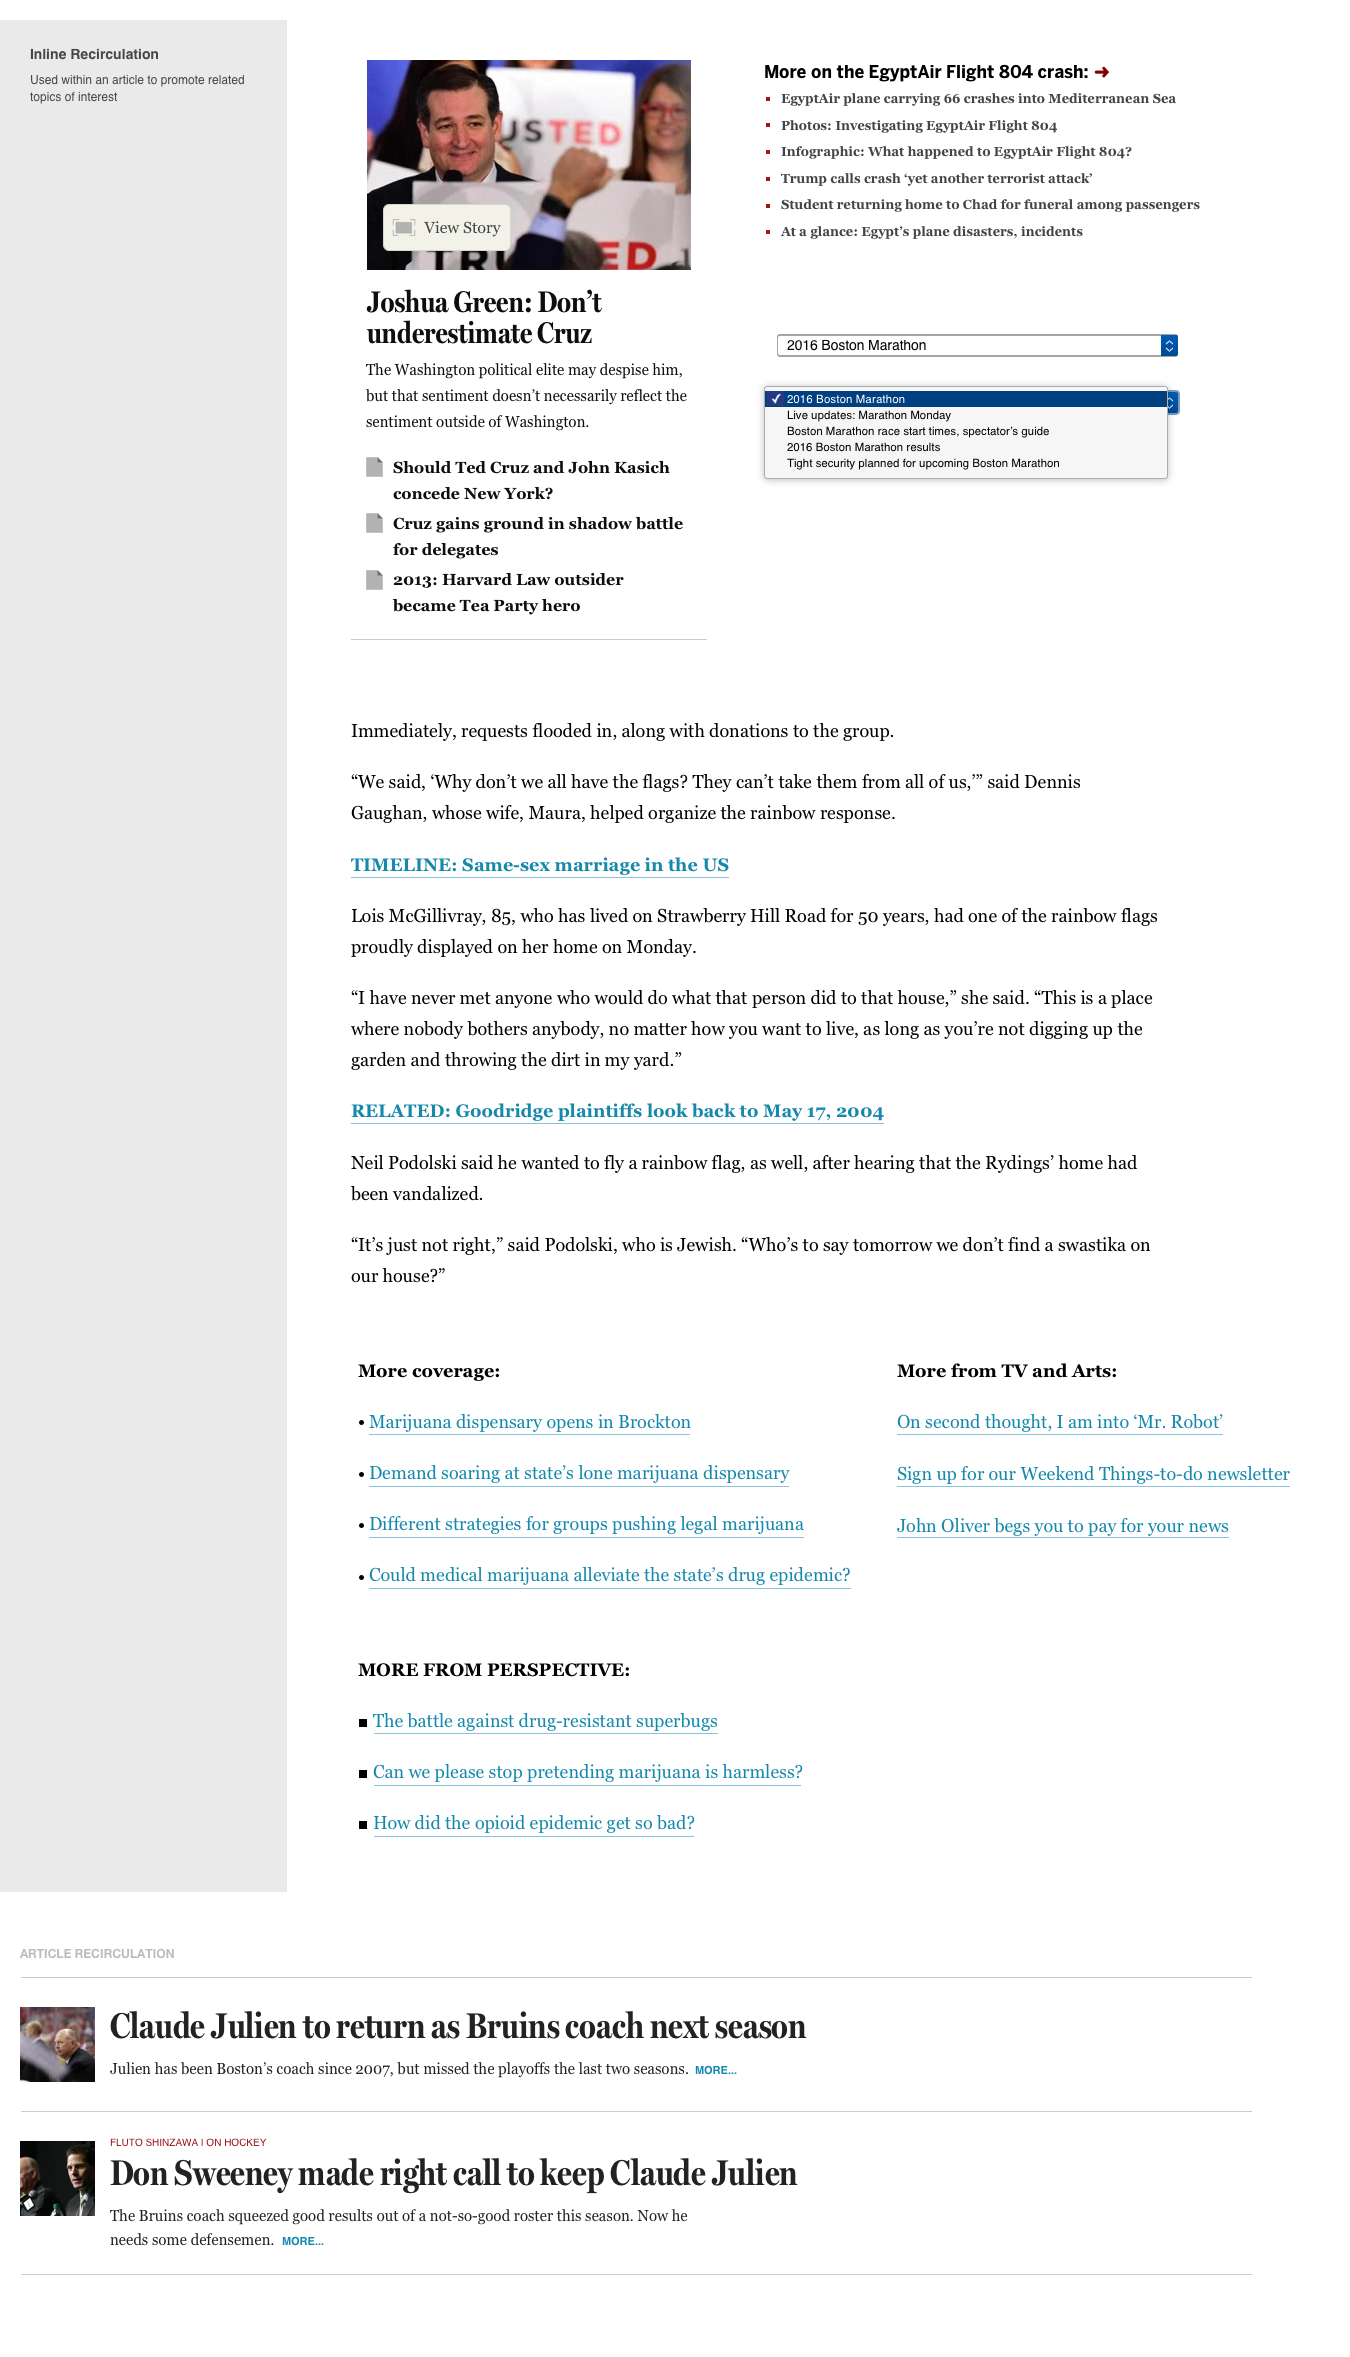 Inline Recirculation
Used within an article to promote related
topics of interest
USTED
View Story
TR ED
Joshua Green: Don’t
underestimate Cruz
The Washington political elite may despise him,
but that sentiment doesn’t necessarily reflect the
sentiment outside of Washington.
Should Ted Cruz and John Kasich
concede New York?
Cruz gains ground in shadow battle
for delegates
2013: Harvard Law outsider
became Tea Party hero
More on the EgyptAir Flight 804 crash: ➜
▪ EgyptAir plane carrying 66 crashes into Mediterranean Sea
▪ Photos: Investigating EgyptAir Flight 804
▪ Infographic: What happened to EgyptAir Flight 804?
▪ Trump calls crash ‘yet another terrorist attack’
▪ Student returning home to Chad for funeral among passengers
▪ At a glance: Egypt’s plane disasters, incidents
2016 Boston Marathon
✓ 2016 Boston Marathon
Live updates: Marathon Monday
Boston Marathon race start times, spectator’s guide
2016 Boston Marathon results
Tight security planned for upcoming Boston Marathon
Immediately, requests flooded in, along with donations to the group.
“We said, ‘Why don’t we all have the flags? They can’t take them from all of us,’” said Dennis
Gaughan, whose wife, Maura, helped organize the rainbow response.
TIMELINE: Same-sex marriage in the US
Lois McGillivray, 85, who has lived on Strawberry Hill Road for 50 years, had one of the rainbow flags
proudly displayed on her home on Monday.
“I have never met anyone who would do what that person did to that house,” she said. “This is a place
where nobody bothers anybody, no matter how you want to live, as long as you’re not digging up the
garden and throwing the dirt in my yard.”
RELATED: Goodridge plaintiffs look back to May 17, 2004
Neil Podolski said he wanted to fly a rainbow flag, as well, after hearing that the Rydings’ home had
been vandalized.
“It’s just not right,” said Podolski, who is Jewish. “Who’s to say tomorrow we don’t find a swastika on
our house?”
More coverage:
• Marijuana dispensary opens in Brockton
• Demand soaring at state’s lone marijuana dispensary
• Different strategies for groups pushing legal marijuana
• Could medical marijuana alleviate the state’s drug epidemic?
More from TV and Arts:
On second thought, I am into ‘Mr. Robot’
Sign up for our Weekend Things-to-do newsletter
John Oliver begs you to pay for your news
MORE FROM PERSPECTIVE:
■ The battle against drug-resistant superbugs
■ Can we please stop pretending marijuana is harmless?
■ How did the opioid epidemic get so bad?
ARTICLE RECIRCULATION
Claude Julien to return as Bruins coach next season
Julien has been Boston’s coach since 2007, but missed the playoffs the last two seasons. MORE...
FLUTO SHINZAWA | ON HOCKEY
Don Sweeney made right call to keep Claude Julien
The Bruins coach squeezed good results out of a not-so-good roster this season. Now he
needs some defensemen. MORE...